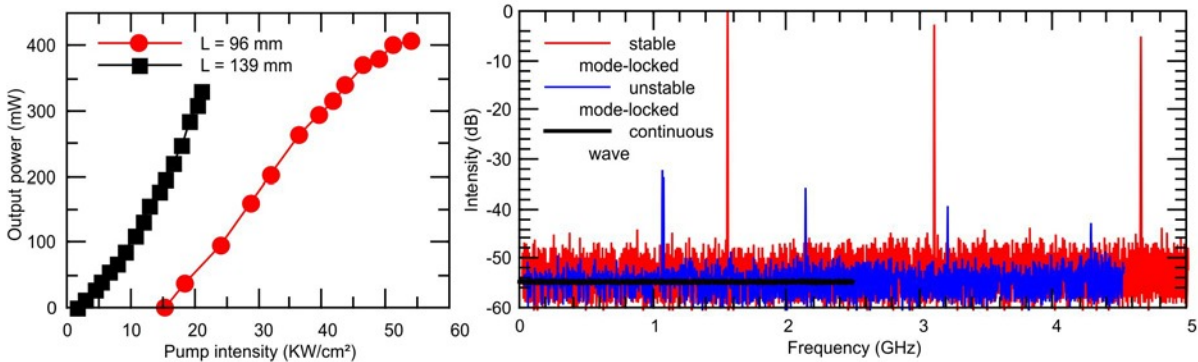 400
300
200
100
0
Output power (mW)
L = 96 mm
L = 139 mm
0 10 20 30 40 50 60
Pump intensity (KW/cm²)
0
-10
-20
-30
-40
-50
-60
Intensity (dB)
stable
mode-locked
unstable
mode-locked
continuous
wave
0 1 2 3 4 5
Frequency (GHz)